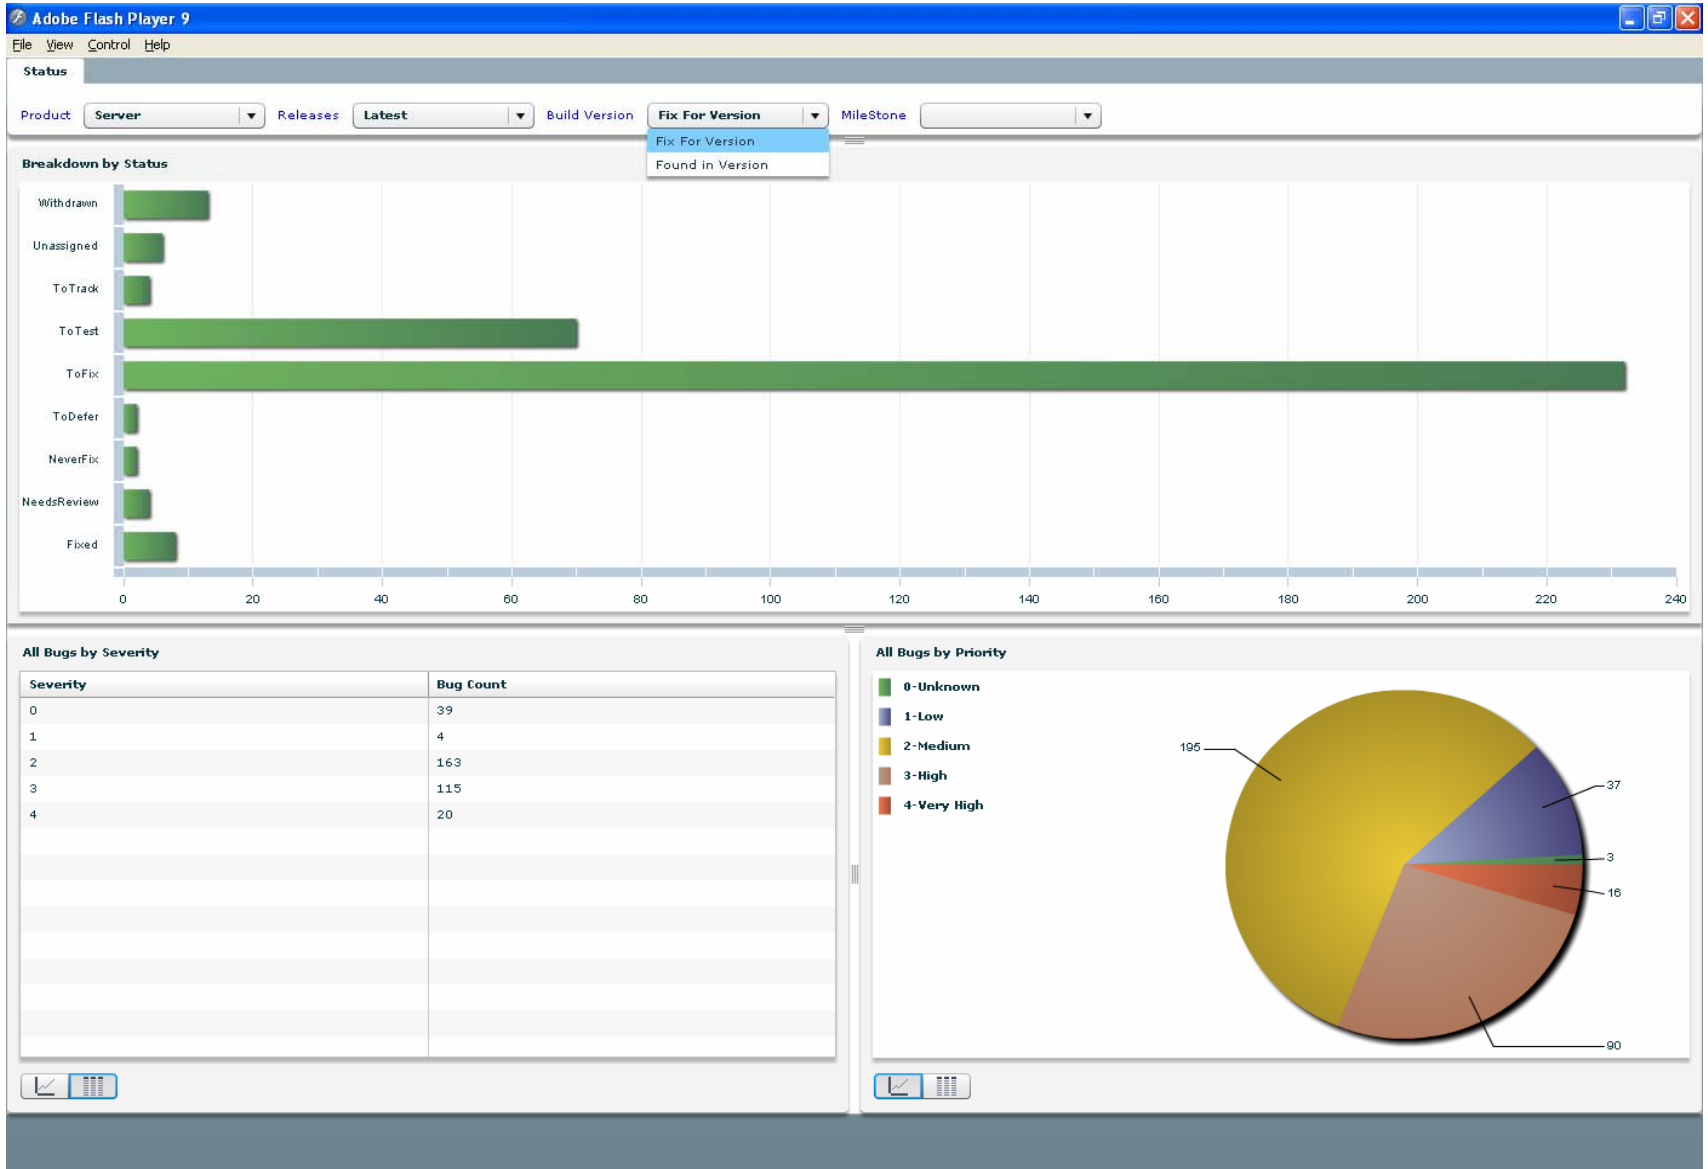 Adobe Flash Player 9
File View Control Help
Status
Product Server Releases Latest Build Version Fix For Version MileStone
Fix For Version
Found in Version
Breakdown by Status
Withdrawn
Unassigned
ToTrack
ToTest
ToFix
ToDefer
NeverFix
NeedsReview
Fixed
0 20 40 60 80 100 120 140 160 180 200 220 240
All Bugs by Severity
Severity Bug Count
0 39
1 4
2 163
3 115
4 20
All Bugs by Priority
0-Unknown
1-Low
2-Medium
3-High
4-Very High
195
37
3
16
90